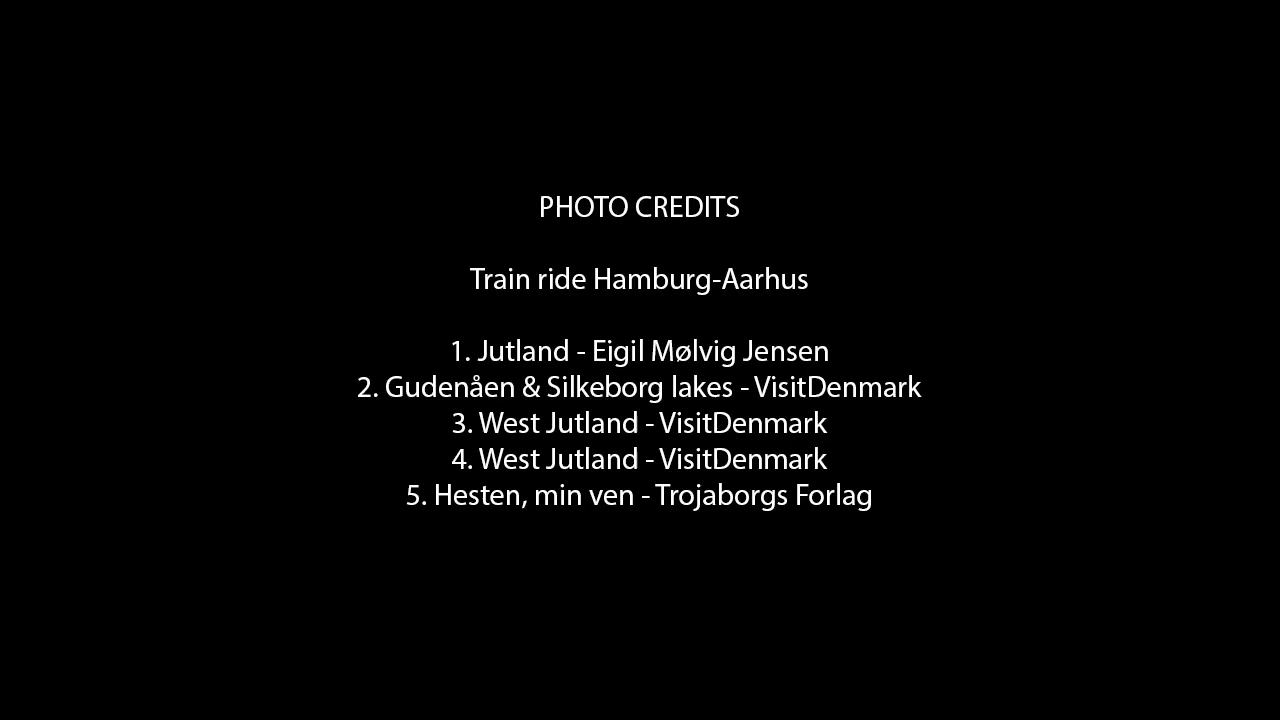 PHOTO CREDITS
Train ride Hamburg-Aarhus
1. Jutland - Eigil Mølvig Jensen
2. Gudenåen & Silkeborg lakes - VisitDenmark
3. West Jutland - VisitDenmark
4. West Jutland - VisitDenmark
5. Hesten, min ven - Trojaborgs Forlag